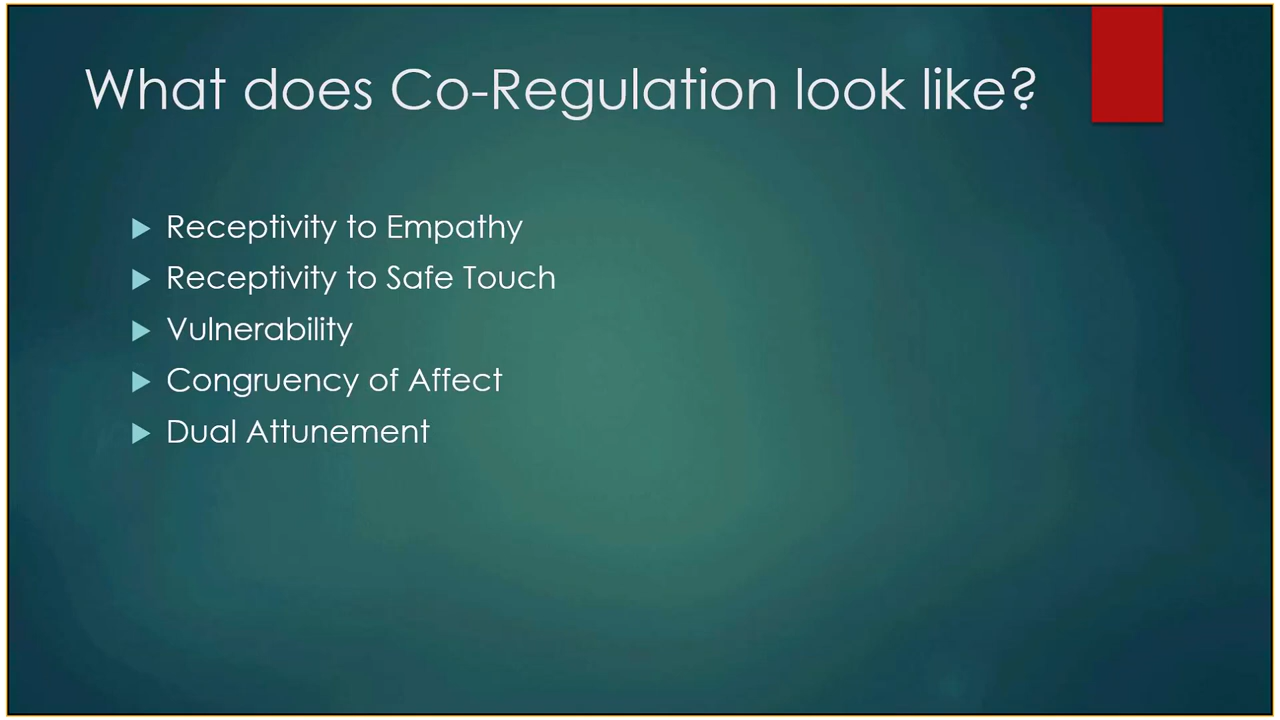 What does Co-Regulation look like?
Receptivity to Empathy
Receptivity to Safe Touch
Vulnerability
Congruency of Affect
Dual Attunement